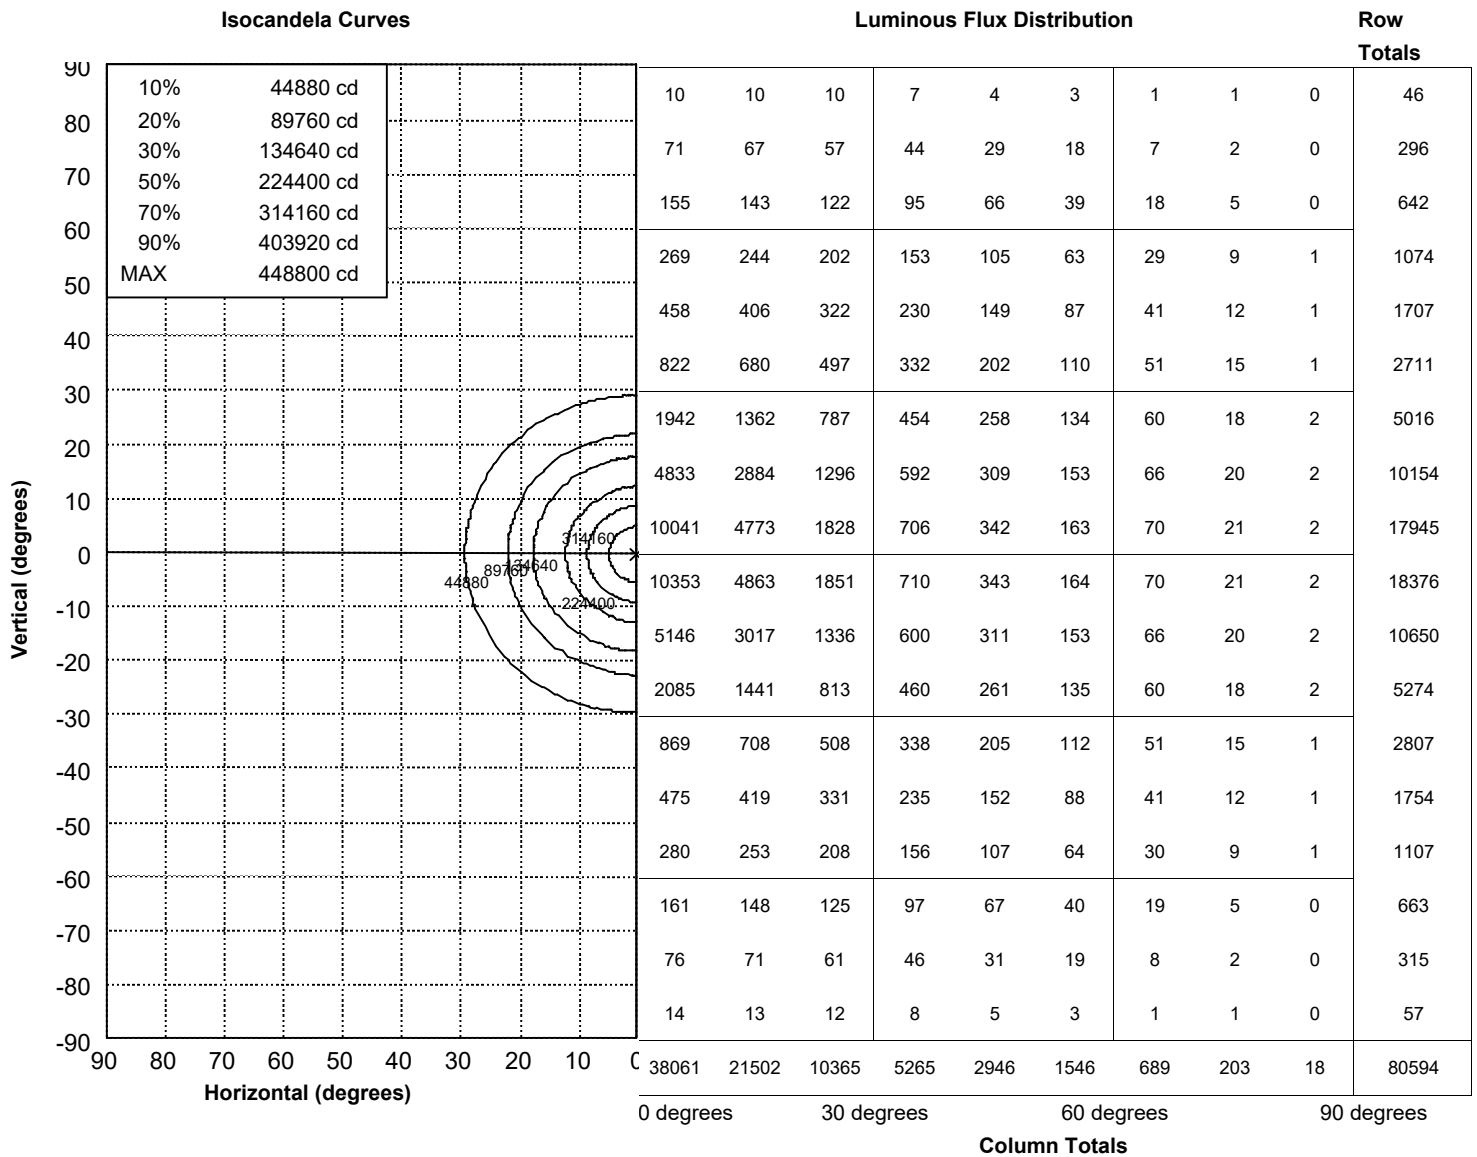 Isocandela Curves
Luminous Flux Distribution
Row
Totals
10% 44880 cd
20% 89760 cd
30% 134640 cd
50% 224400 cd
70% 314160 cd
90% 403920 cd
MAX 448800 cd
90
80
70
60
50
40
30
20
10
0
-10
-20
-30
-40
-50
-60
-70
-80
-90
Vertical (degrees)
314160
134640
89760
44880
224400
90 80 70 60 50 40 30 20 10 0
Horizontal (degrees)
10 10 10 7 4 3 1 1 0 46
71 67 57 44 29 18 7 2 0 296
155 143 122 95 66 39 18 5 0 642
269 244 202 153 105 63 29 9 1 1074
458 406 322 230 149 87 41 12 1 1707
822 680 497 332 202 110 51 15 1 2711
1942 1362 787 454 258 134 60 18 2 5016
4833 2884 1296 592 309 153 66 20 2 10154
10041 4773 1828 706 342 163 70 21 2 17945
10353 4863 1851 710 343 164 70 21 2 18376
5146 3017 1336 600 311 153 66 20 2 10650
2085 1441 813 460 261 135 60 18 2 5274
869 708 508 338 205 112 51 15 1 2807
475 419 331 235 152 88 41 12 1 1754
280 253 208 156 107 64 30 9 1 1107
161 148 125 97 67 40 19 5 0 663
76 71 61 46 31 19 8 2 0 315
14 13 12 8 5 3 1 1 0 57
38061 21502 10365 5265 2946 1546 689 203 18 80594
0 degrees 30 degrees 60 degrees 90 degrees
Column Totals